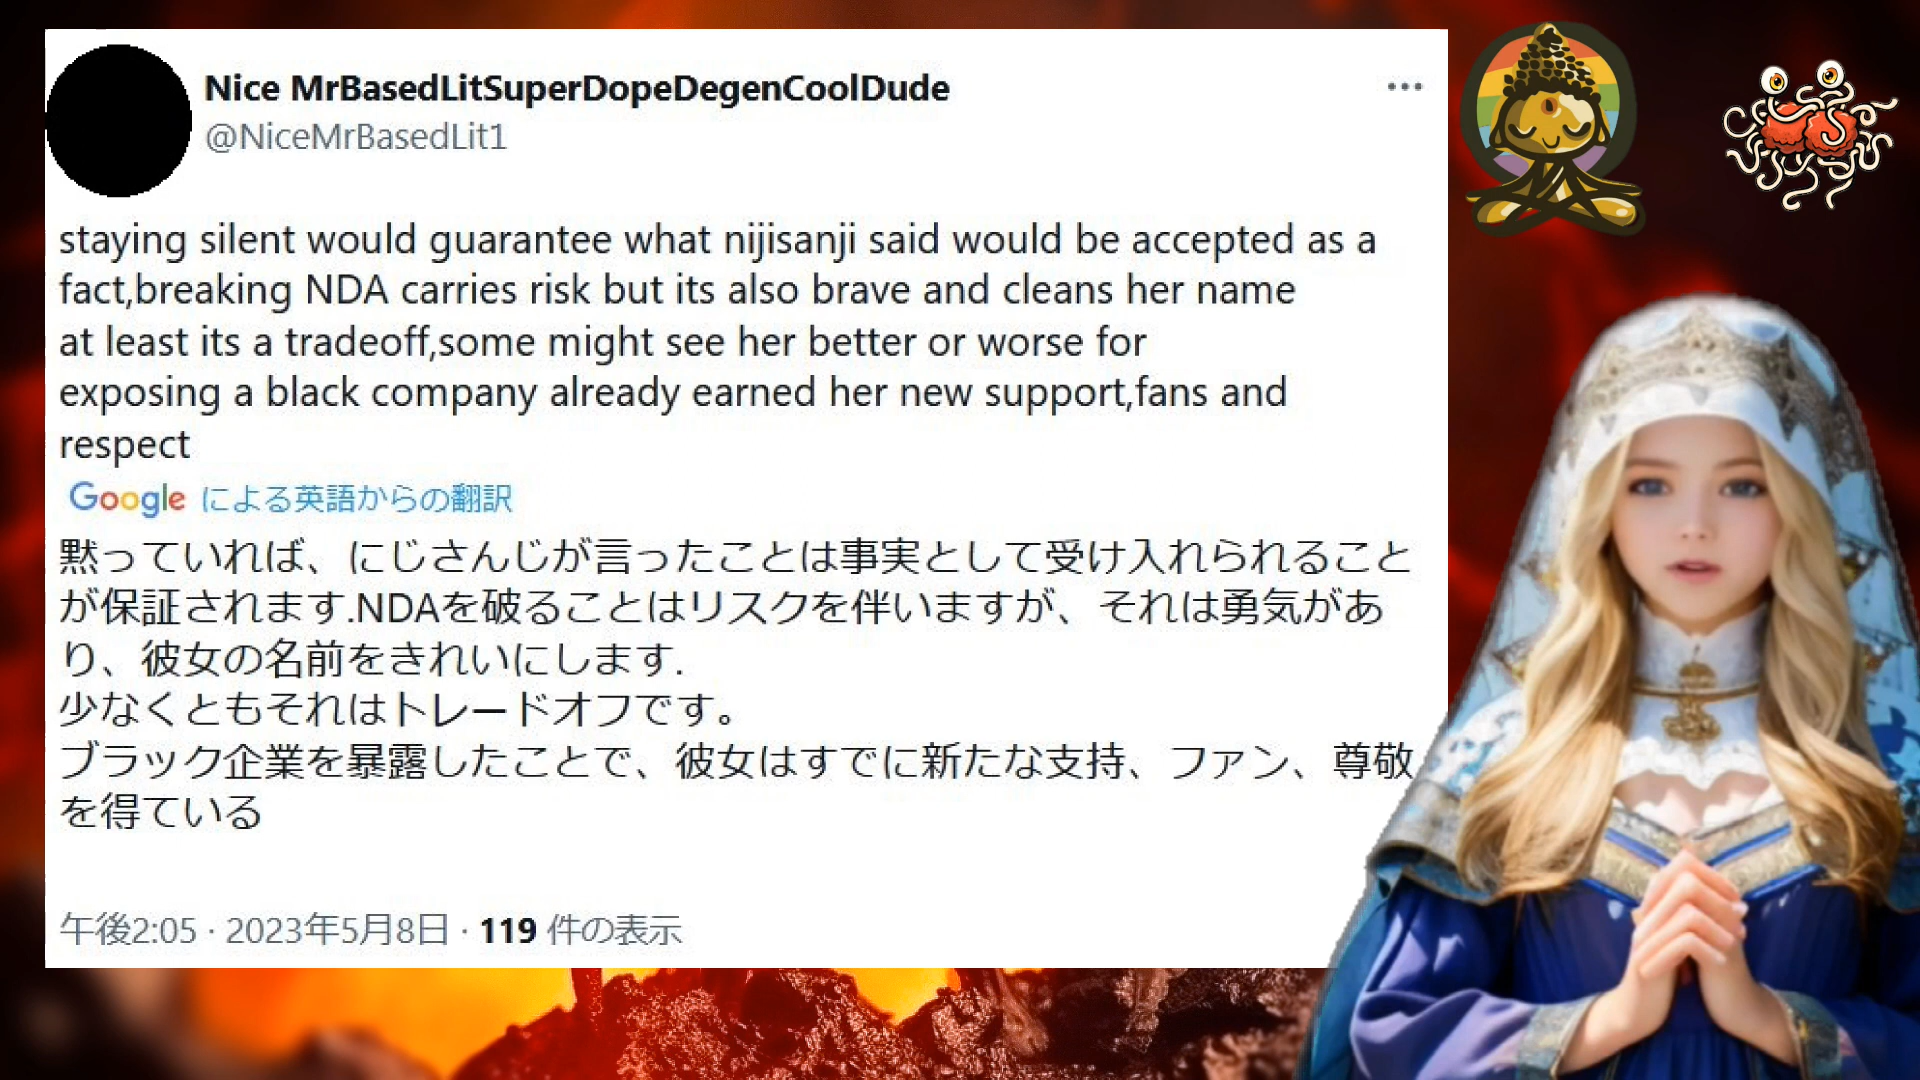 Nice MrBasedLitSuperDopeDegenCoolDude
@NiceMrBasedLit1
staying silent would guarantee what nijisanji said would be accepted as a
fact,breaking NDA carries risk but its also brave and cleans her name
at least its a tradeoff,some might see her better or worse for
exposing a black company already earned her new support,fans and
respect
Google による英語からの翻訳
黙っていれば、にじさんじが言ったことは事実として受け入れられること
が保証されます.NDAを破ることはリスクを伴いますが、それは勇気があ
り、彼女の名前をきれいにします.
少なくともそれはトレードオフです。
ブラック企業を暴露したことで、彼女はすでに新たな支持、ファン、尊敬
を得ている
午後2:05 · 2023年5月8日 · 119 件の表示